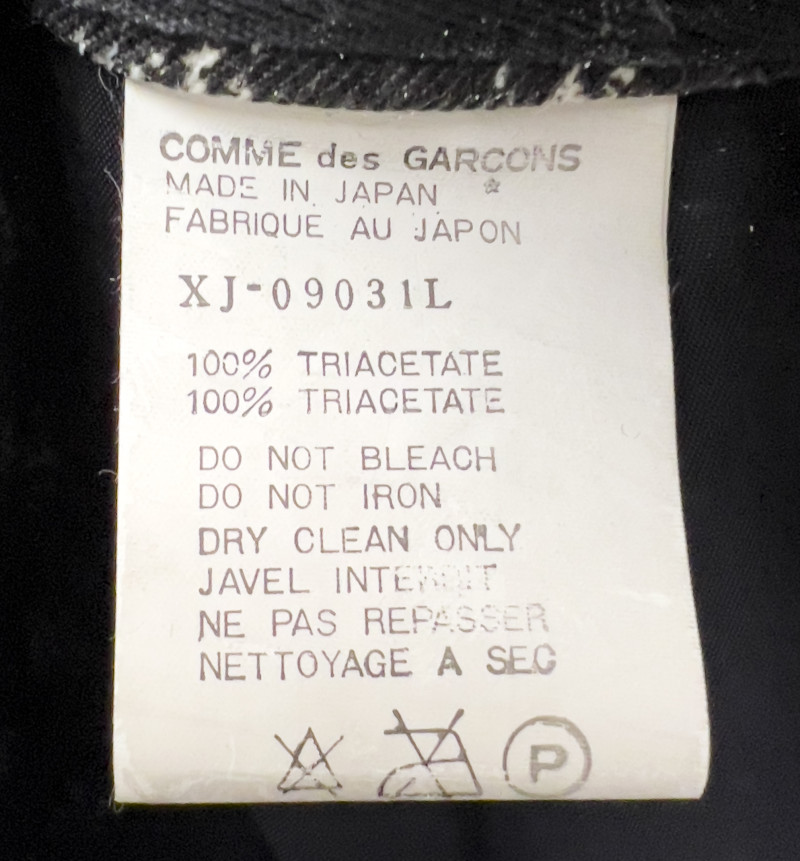 COMME des GARCONS
MADE IN JAPAN
FABRIQUE AU JAPON
XJ-09031L
100% TRIACETATE
100% TRIACETATE
DO NOT BLEACH
DO NOT IRON
DRY CLEAN ONLY
JAVEL INTERDIT
NE PAS REPASSER
NETTOYAGE A SEC
P